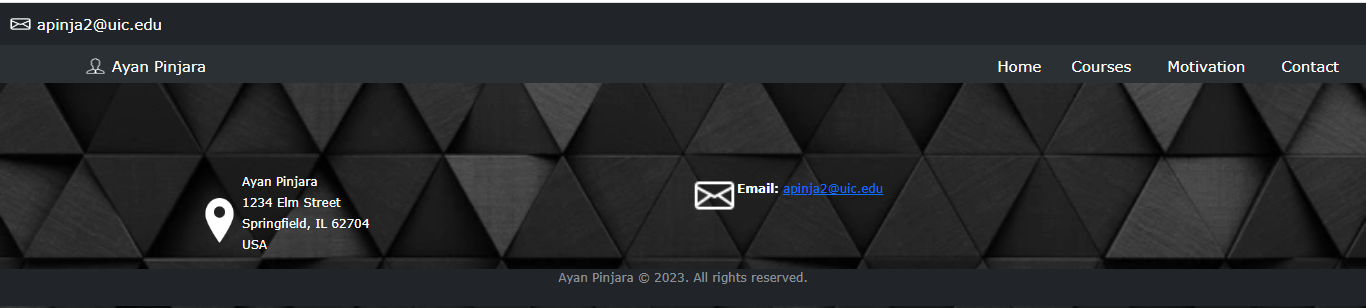 apinja2@uic.edu
Ayan Pinjara Home Courses Motivation Contact
Ayan Pinjara
1234 Elm Street
Springfield, IL 62704
USA
Email: apinja2@uic.edu
Ayan Pinjara © 2023. All rights reserved.